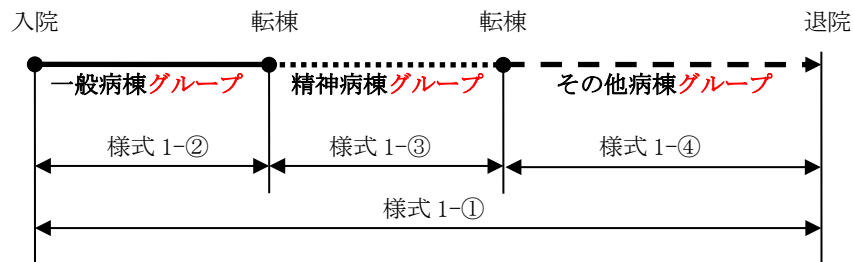 入院 転棟 転棟 退院
一般病棟グループ 精神病棟グループ その他病棟グループ
様式 1-② 様式 1-③ 様式 1-④
様式 1-①